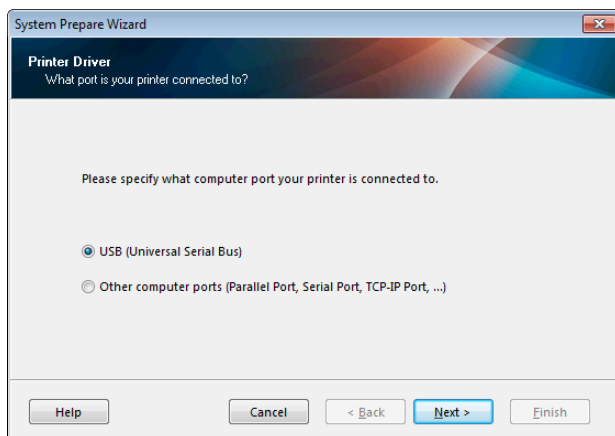 System Prepare Wizard
Printer Driver
What port is your printer connected to?
Please specify what computer port your printer is connected to.
USB (Universal Serial Bus)
Other computer ports (Parallel Port, Serial Port, TCP-IP Port, ...)
Help
Cancel
< Back
Next >
Finish